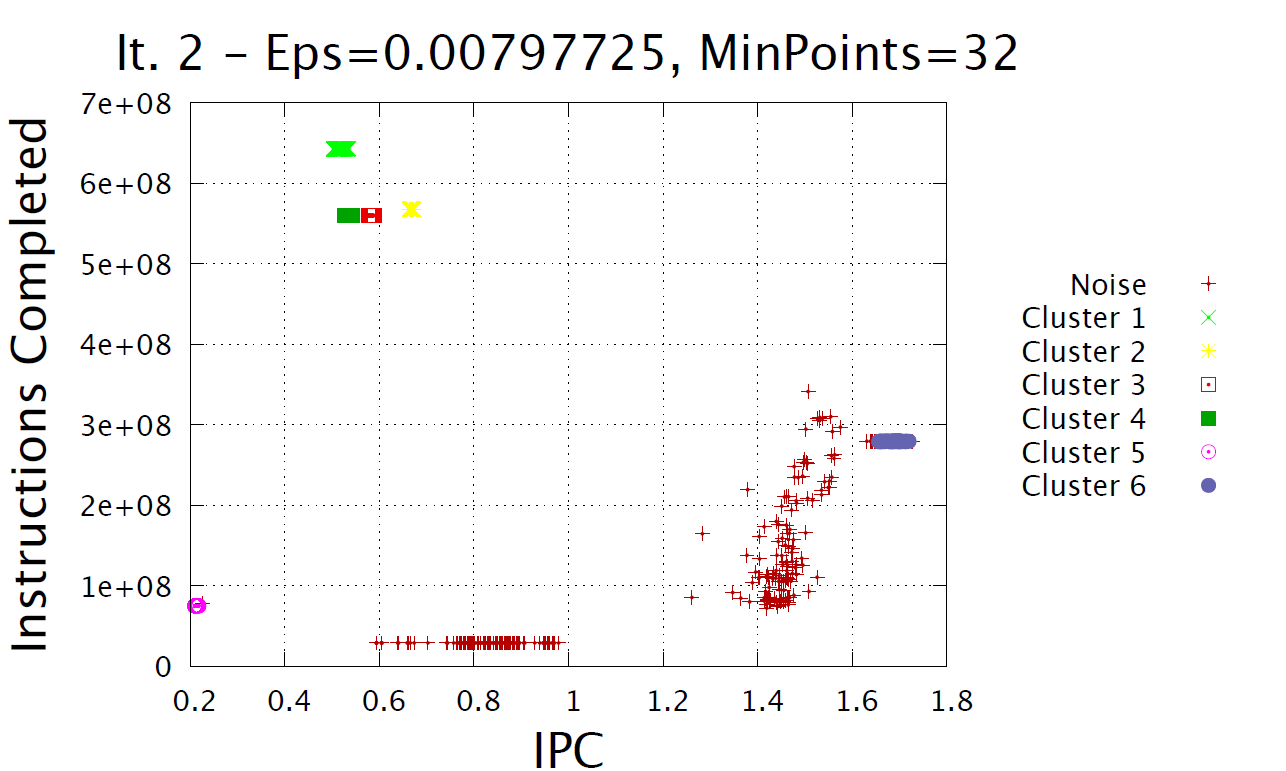 It. 2 – Eps=0.00797725, MinPoints=32
Instructions Completed
7e+08
6e+08
5e+08
4e+08
3e+08
2e+08
1e+08
0
0.2 0.4 0.6 0.8 1 1.2 1.4 1.6 1.8
IPC
Noise
Cluster 1
Cluster 2
Cluster 3
Cluster 4
Cluster 5
Cluster 6